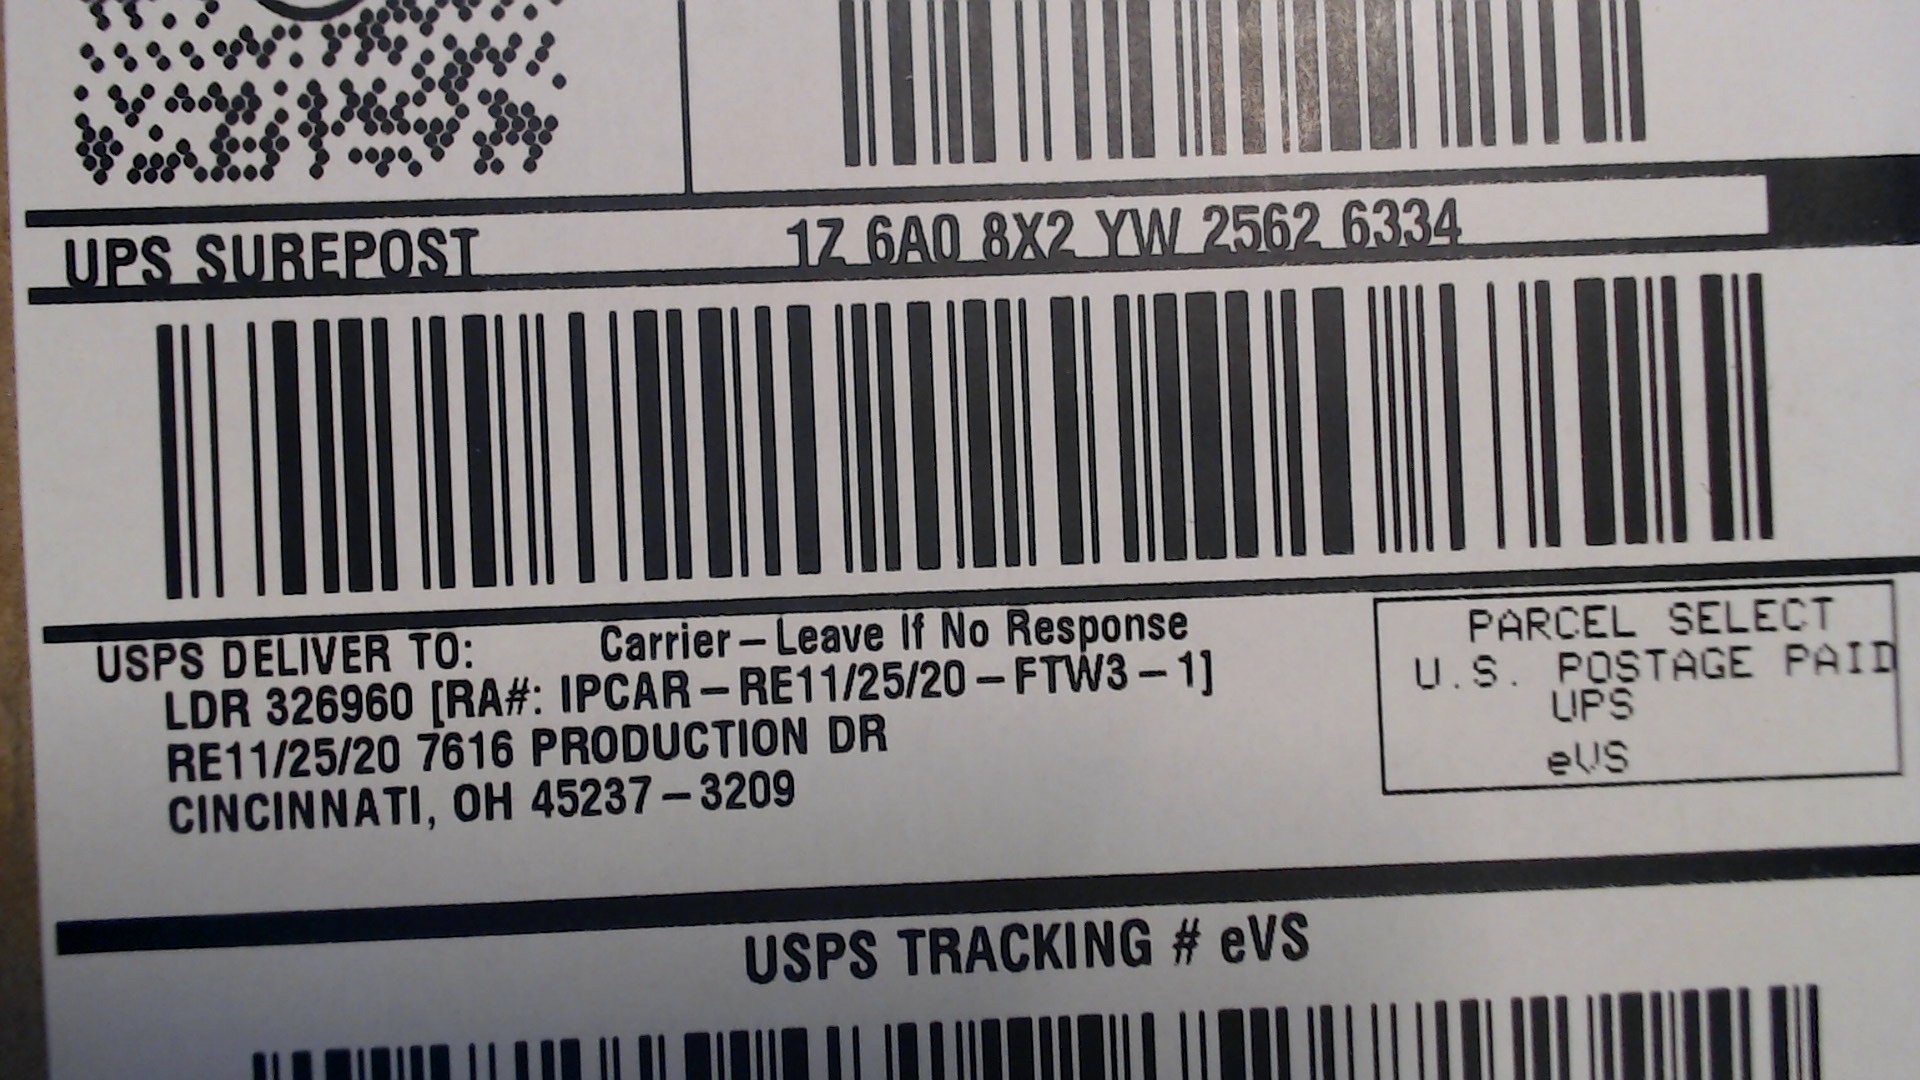 UPS SUREPOST
1Z 6A0 8X2 YW 2562 6334
USPS DELIVER TO:
Carrier – Leave If No Response
LDR 326960 [RA#: IPCAR – RE11/25/20 – FTW3 – 1]
RE11/25/20 7616 PRODUCTION DR
CINCINNATI, OH 45237 – 3209
PARCEL SELECT
U.S. POSTAGE PAID
UPS
eVS
USPS TRACKING # eVS